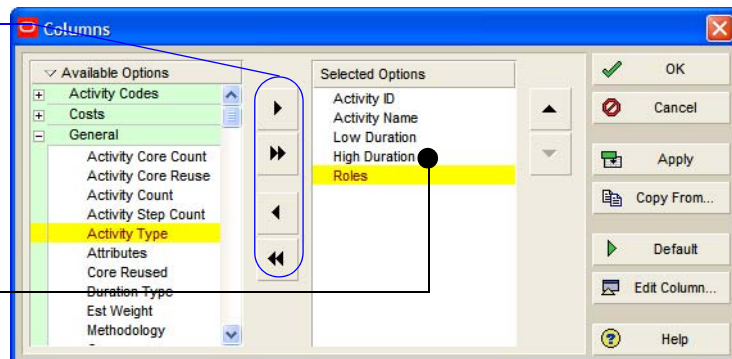 Columns
Available Options
Activity Codes
Costs
General
Activity Core Count
Activity Core Reuse
Activity Count
Activity Step Count
Activity Type
Attributes
Core Reused
Duration Type
Est Weight
Methodology
Selected Options
Activity ID
Activity Name
Low Duration
High Duration
Roles
OK
Cancel
Apply
Copy From...
Default
Edit Column...
Help